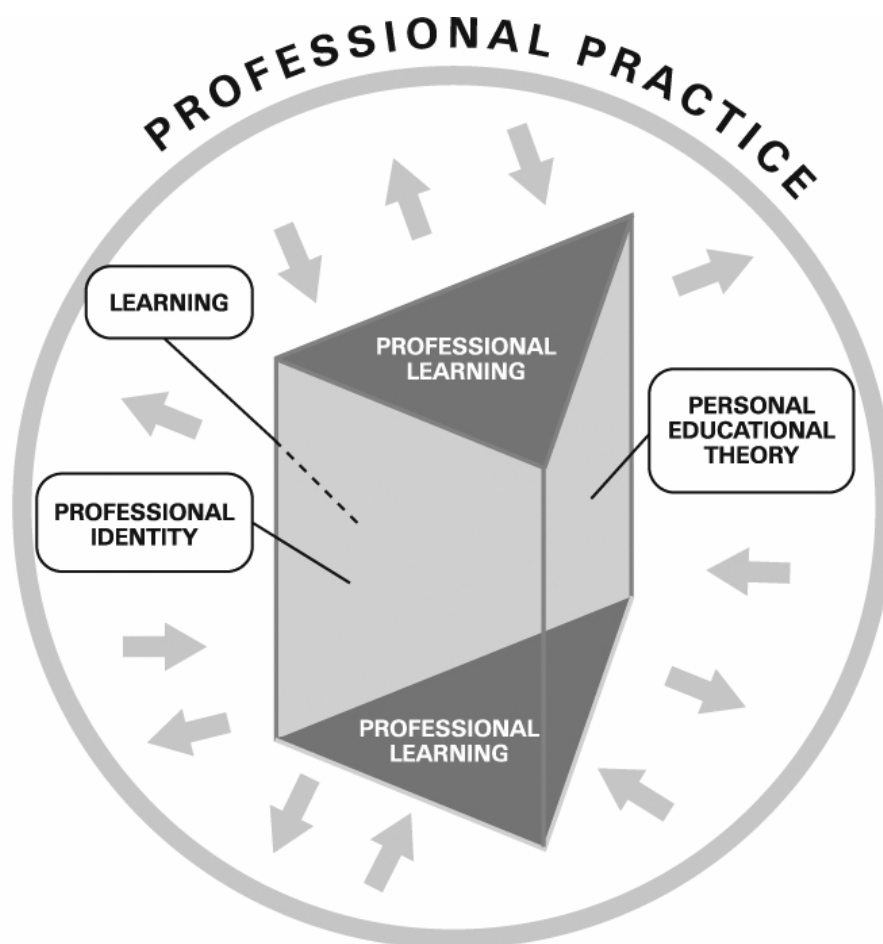 PROFESSIONAL PRACTICE
LEARNING
PROFESSIONAL
LEARNING
PERSONAL
EDUCATIONAL
THEORY
PROFESSIONAL
IDENTITY
PROFESSIONAL
LEARNING